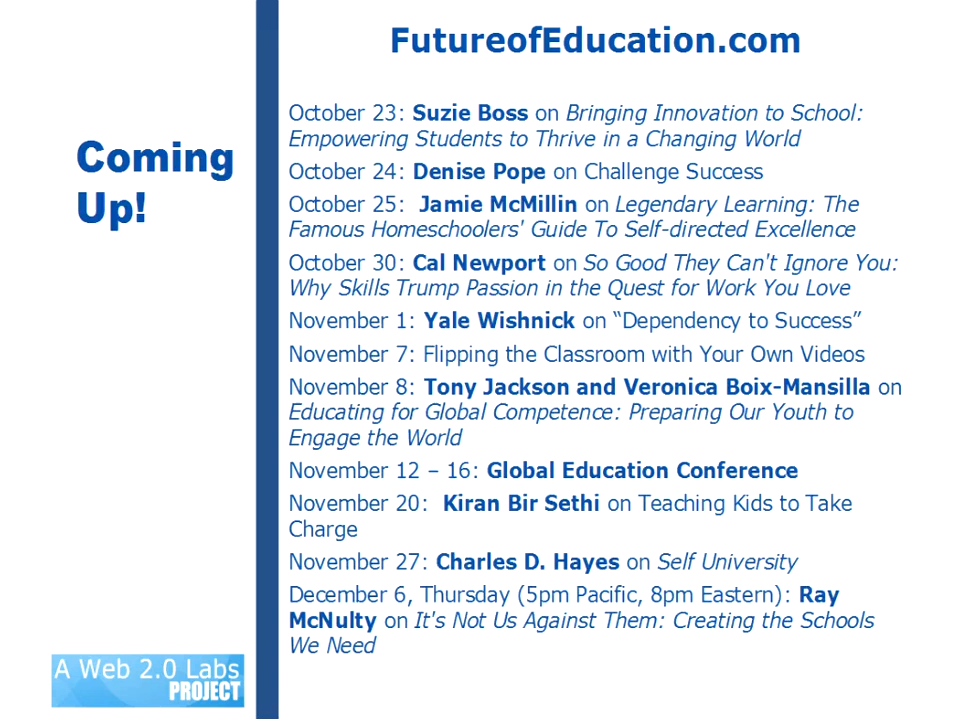 FutureofEducation.com
Coming
Up!
October 23: Suzie Boss on Bringing Innovation to School:
Empowering Students to Thrive in a Changing World
October 24: Denise Pope on Challenge Success
October 25:  Jamie McMillin on Legendary Learning: The
Famous Homeschoolers' Guide To Self-directed Excellence
October 30: Cal Newport on So Good They Can't Ignore You:
Why Skills Trump Passion in the Quest for Work You Love
November 1: Yale Wishnick on “Dependency to Success”
November 7: Flipping the Classroom with Your Own Videos
November 8: Tony Jackson and Veronica Boix-Mansilla on
Educating for Global Competence: Preparing Our Youth to
Engage the World
November 12 – 16: Global Education Conference
November 20:  Kiran Bir Sethi on Teaching Kids to Take
Charge
November 27: Charles D. Hayes on Self University
December 6, Thursday (5pm Pacific, 8pm Eastern): Ray
McNulty on It's Not Us Against Them: Creating the Schools
We Need
A Web 2.0 Labs
PROJECT